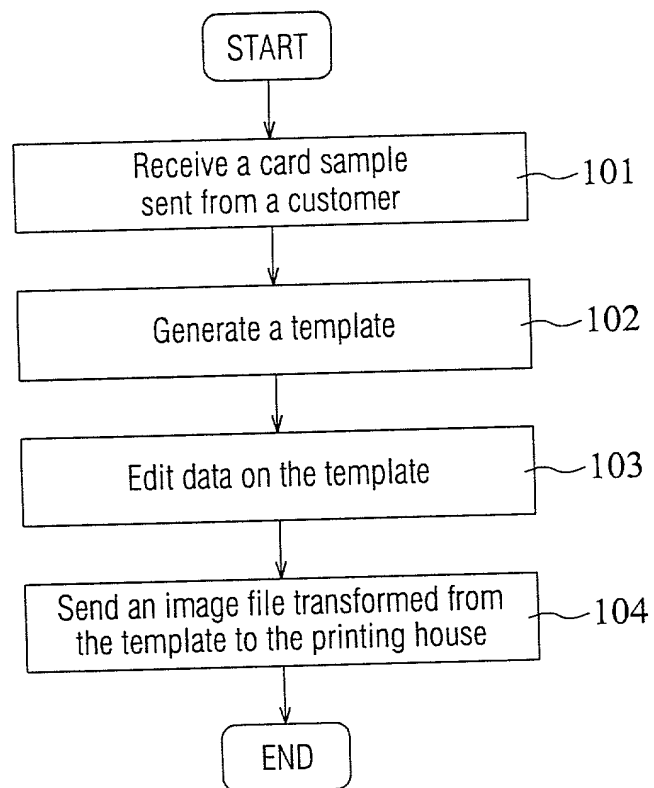 START
Receive a card sample
sent from a customer
101
Generate a template
102
Edit data on the template
103
Send an image file transformed from
the template to the printing house
104
END